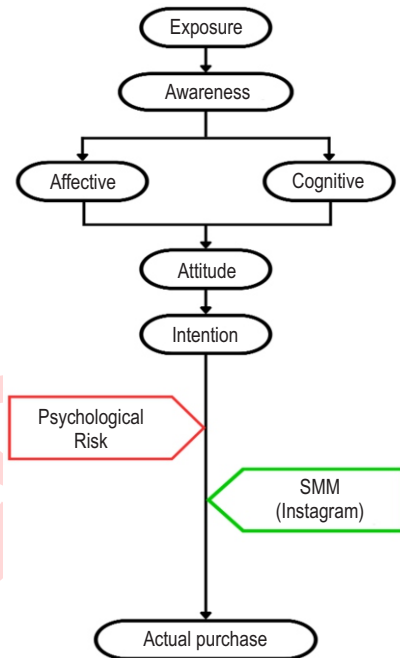 Exposure
Awareness
Affective
Cognitive
Attitude
Intention
Psychological
Risk
SMM
(Instagram)
Actual purchase